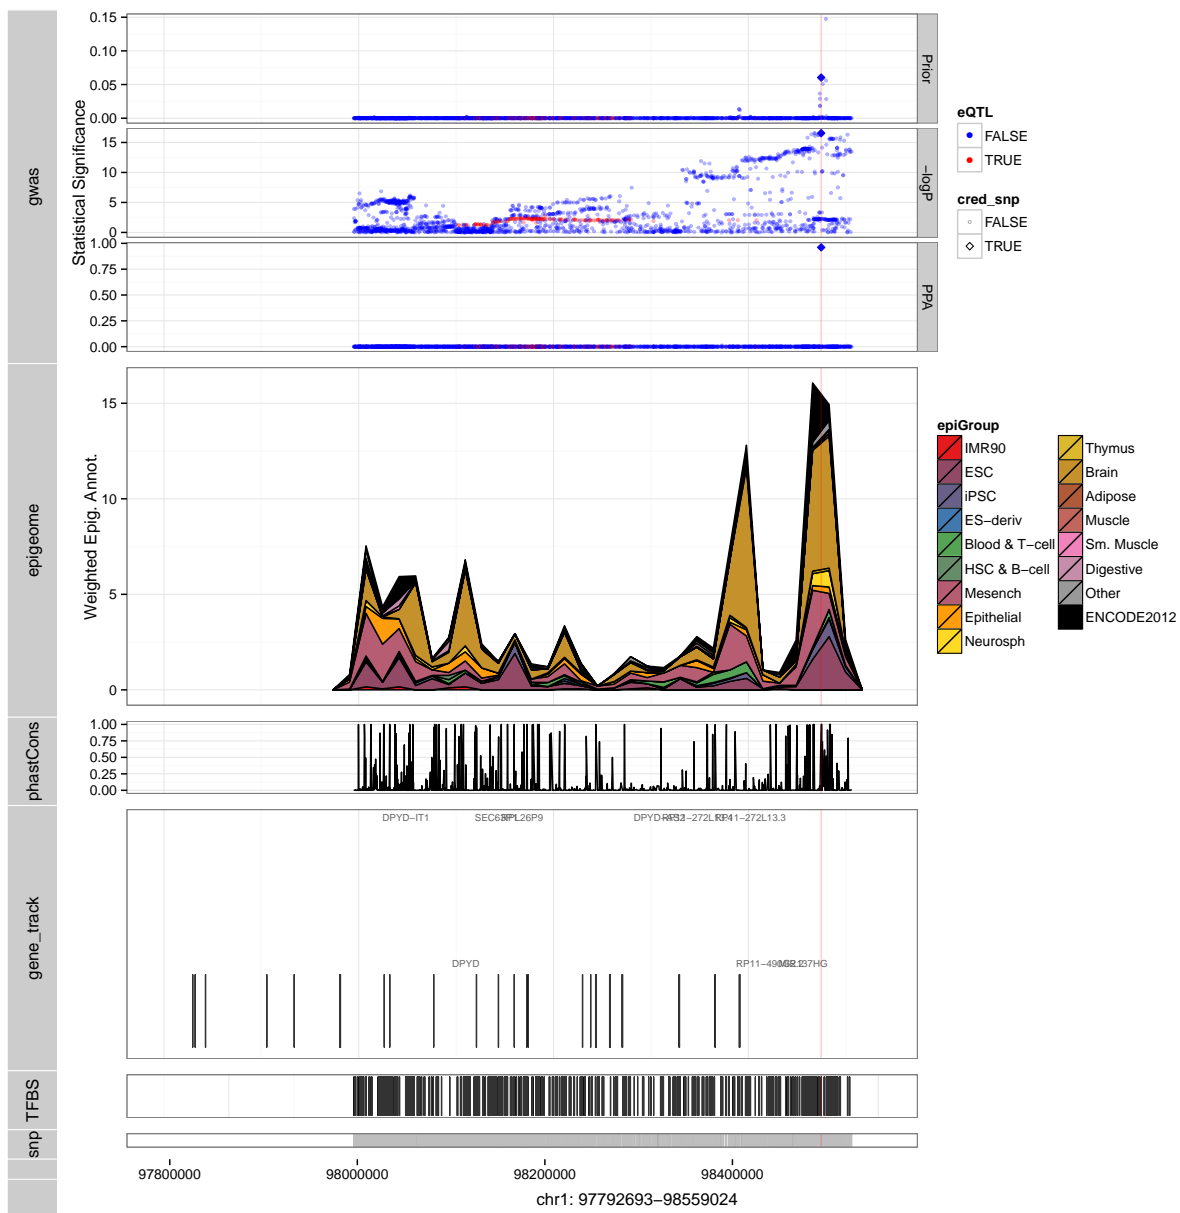 gwas
Statistical Significance
0.15
0.10
0.05
0.00
Prior
15
10
5
0
−logP
1.00
0.75
0.50
0.25
0.00
PPA
eQTL
FALSE
TRUE
cred_snp
FALSE
TRUE
epigeome
Weighted Epig. Annot.
15
10
5
0
epiGroup
IMR90
ESC
iPSC
ES−deriv
Blood & T−cell
HSC & B−cell
Mesench
Epithelial
Neurosph
Thymus
Brain
Adipose
Muscle
Sm. Muscle
Digestive
Other
ENCODE2012
phastCons
1.00
0.75
0.50
0.25
0.00
gene_track
DPYD−IT1
RP11−272L13.3
DPYD
TFBS
snp
97800000
98000000
98200000
98400000
chr1: 97792693−98559024